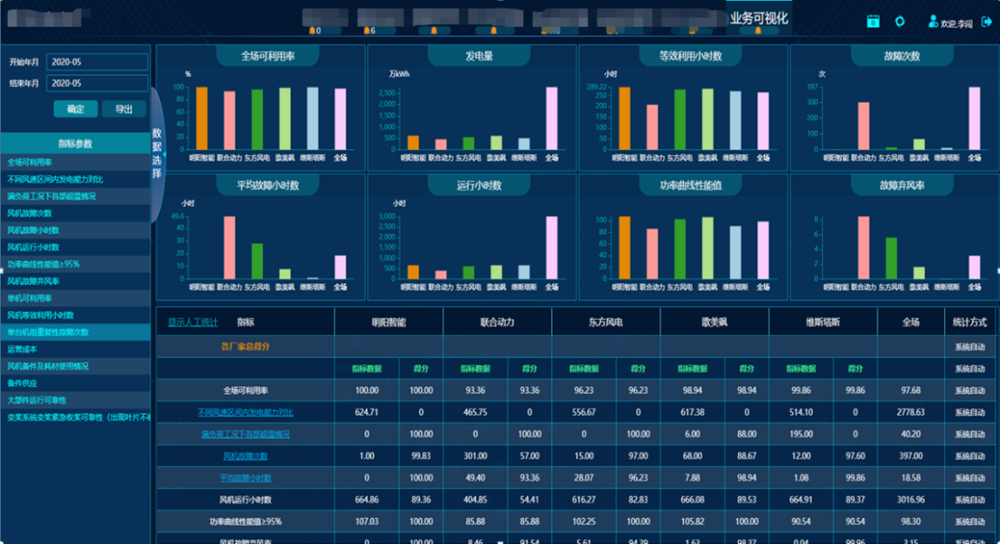 业务可视化
0
6
欢迎,李闯
开始年月 2020-05
结束年月 2020-05
确定 导出
数据选择
指标参数
全场可利用率
不同风速区间内发电能力对比
满负荷工况下各部超温情况
风机故障次数
风机故障小时数
风机运行小时数
功率曲线性能值≥95%
风机故障弃风率
单机可利用率
风机等效利用小时数
单台机组重复性故障次数
运营成本
风机备件及耗材使用情况
备件供应
大部件运行可靠性
变桨系统变桨紧急收桨可靠性（出现叶片不
全场可利用率
%
100
80
60
40
20
0
明阳智能 联合动力 东方风电 歌美飒 维斯塔斯 全场
发电量
万kWh
2,500
2,000
1,500
1,000
500
0
明阳智能 联合动力 东方风电 歌美飒 维斯塔斯 全场
等效利用小时数
小时
289.22
250
200
150
100
50
0
明阳智能 联合动力 东方风电 歌美飒 维斯塔斯 全场
故障次数
次
397
300
200
100
0
明阳智能 联合动力 东方风电 歌美飒 维斯塔斯 全场
平均故障小时数
小时
49.4
40
30
20
10
0
明阳智能 联合动力 东方风电 歌美飒 维斯塔斯 全场
运行小时数
小时
3,000
2,500
2,000
1,500
1,000
500
0
明阳智能 联合动力 东方风电 歌美飒 维斯塔斯 全场
功率曲线性能值
100
80
60
40
20
0
明阳智能 联合动力 东方风电 歌美飒 维斯塔斯 全场
故障弃风率
8
6
4
2
0
明阳智能 联合动力 东方风电 歌美飒 维斯塔斯 全场
显示人工统计 指标 明阳智能 联合动力 东方风电 歌美飒 维斯塔斯 全场 统计方式
各厂家总得分 系统自动
指标数据 得分 指标数据 得分 指标数据 得分 指标数据 得分 指标数据 得分 系统自动
全场可利用率 100.00 100.00 93.36 93.36 96.23 96.23 98.94 98.94 99.86 99.86 97.68 系统自动
不同风速区间内发电能力对比 624.71 0 465.75 0 556.67 0 617.38 0 514.10 0 2778.63 系统自动
满负荷工况下各部超温情况 0 100.00 0 100.00 0 100.00 6.00 88.00 195.00 0 40.20 系统自动
风机故障次数 1.00 99.83 301.00 57.00 15.00 97.00 68.00 88.67 12.00 97.60 397.00 系统自动
平均故障小时数 0 100.00 49.40 93.36 28.07 96.23 7.88 98.94 1.08 99.86 18.58 系统自动
风机运行小时数 664.86 89.36 404.85 54.41 616.27 82.83 666.08 89.53 664.91 89.37 3016.96 系统自动
功率曲线性能值≥95% 107.03 100.00 85.88 85.88 102.25 100.00 105.82 100.00 90.54 90.54 98.30 系统自动
风机故障弃风率 0 100.00 8.46 91.54 5.61 94.39 1.63 98.37 0.04 99.96 3.15 系统自动